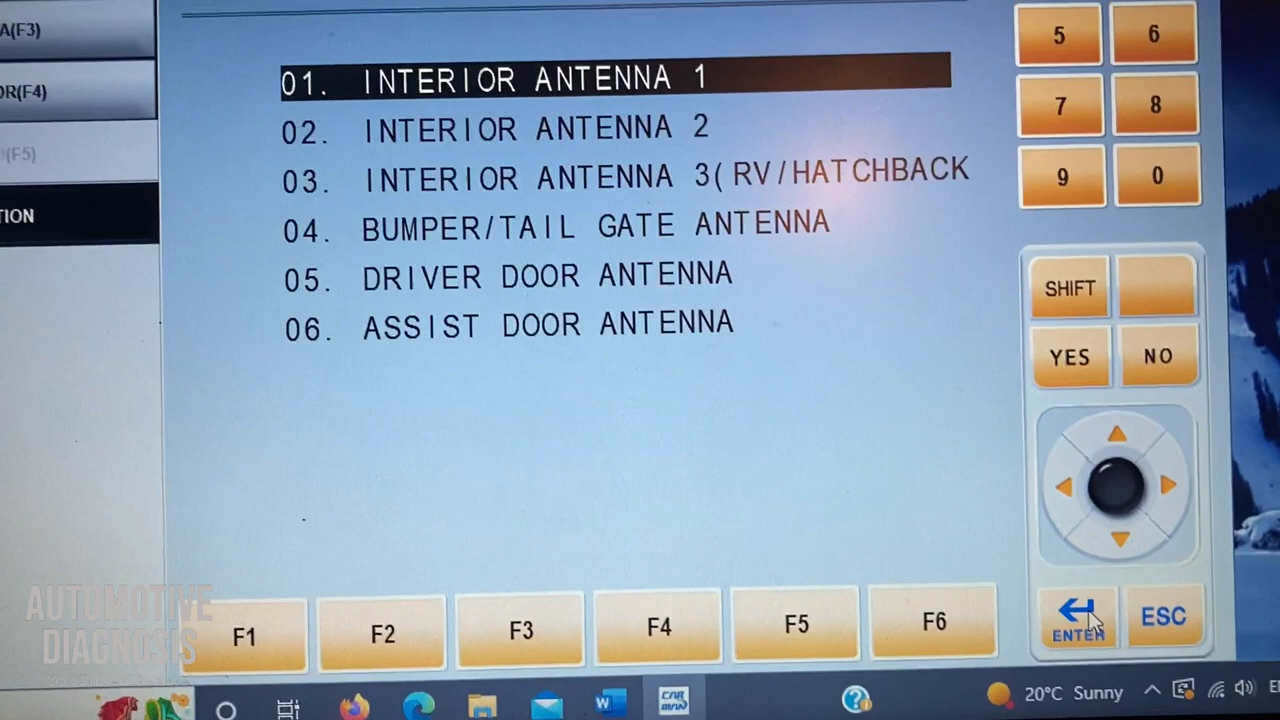 A(F3)
OR(F4)
(F5)
TION
01. INTERIOR ANTENNA 1
02. INTERIOR ANTENNA 2
03. INTERIOR ANTENNA 3(RV/HATCHBACK
04. BUMPER/TAIL GATE ANTENNA
05. DRIVER DOOR ANTENNA
06. ASSIST DOOR ANTENNA
5 6
7 8
9 0
SHIFT
YES NO
ENTER ESC
F1 F2 F3 F4 F5 F6
AUTOMOTIVE
DIAGNOSIS
CAR
MAN
20°C Sunny